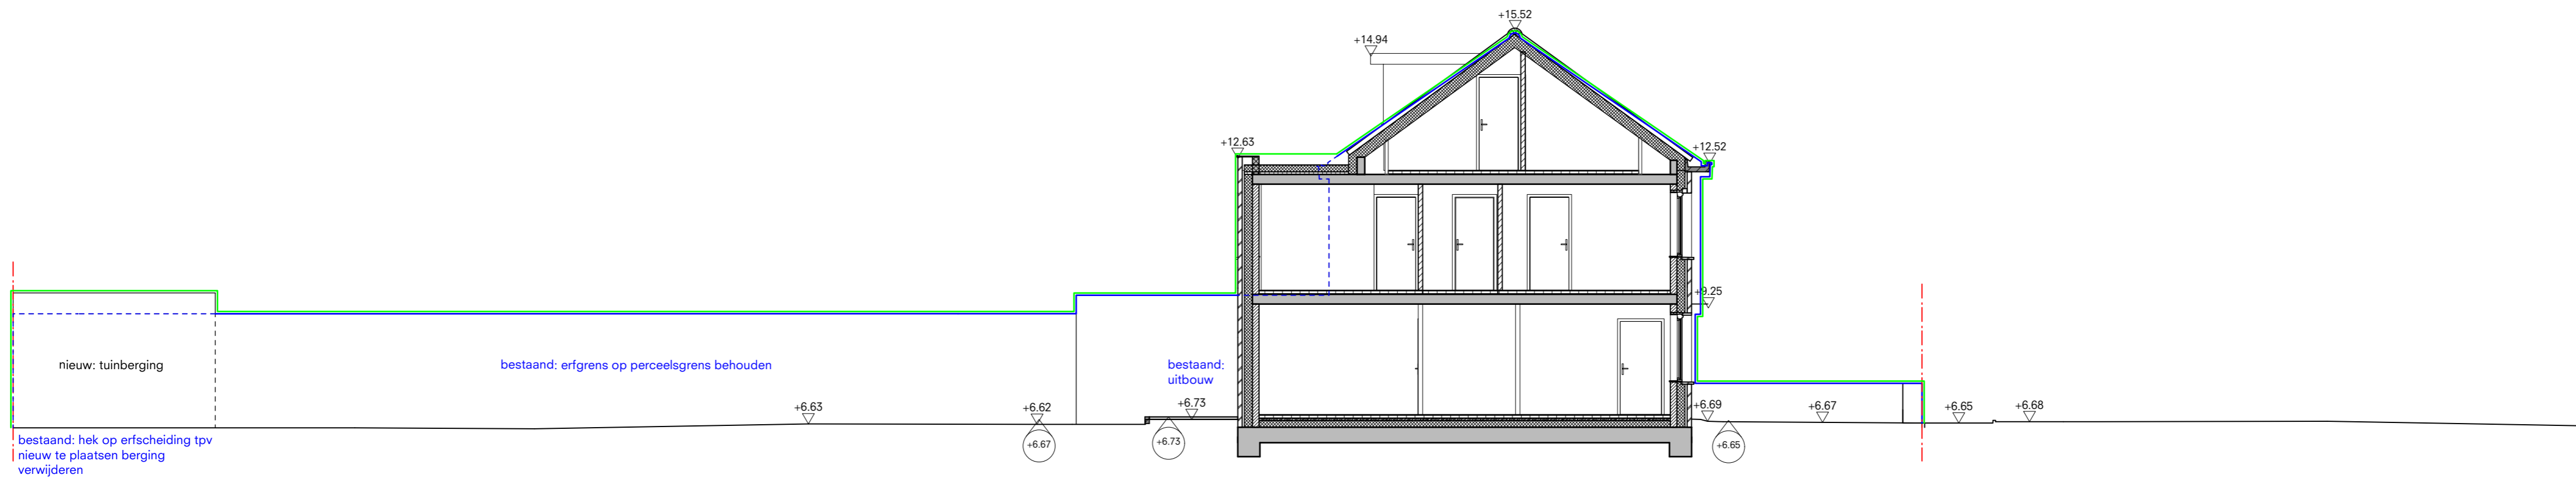 +15.52
+14.94
+12.63
+12.52
+9.25
nieuw: tuinberging
bestaand: erfgrens op perceelsgrens behouden
bestaand:
uitbouw
+6.63
+6.62
+6.73
+6.69
+6.67
+6.65
+6.68
+6.67
+6.73
+6.65
bestaand: hek op erfscheiding tpv
nieuw te plaatsen berging
verwijderen